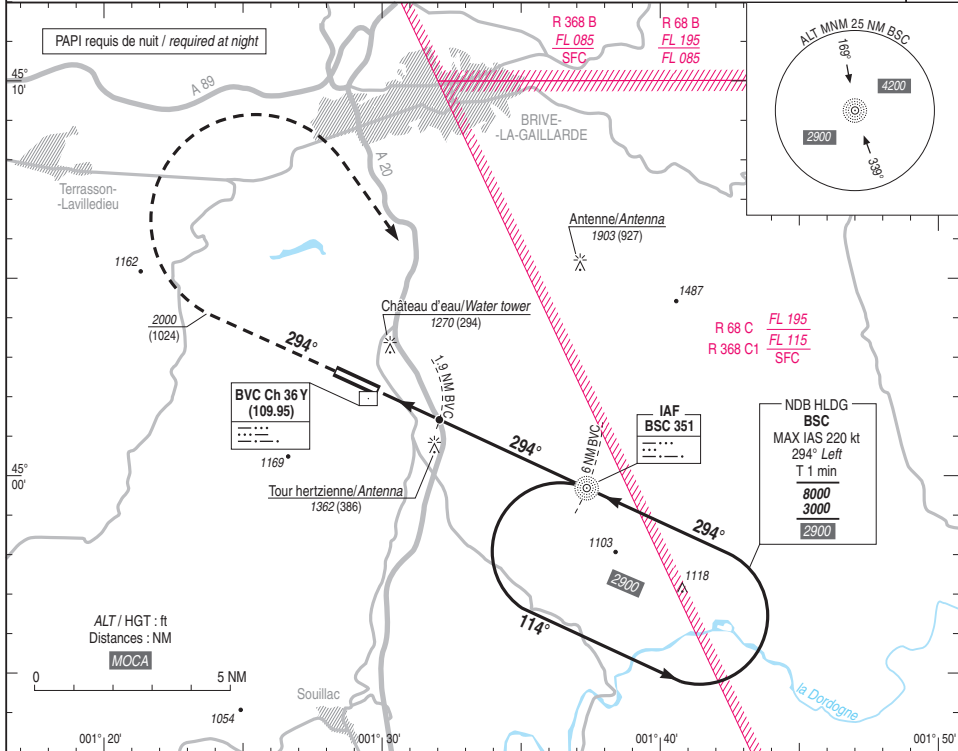 PAPI requis de nuit / required at night
R 368 B
FL 085
SFC
R 68 B
FL 195
FL 085
ALT MNM 25 NM BSC
169°
4200
2900
339°
45°
10'
A 89
BRIVE-
-LA-GAILLARDE
A 20
Terrasson-
-Lavilledieu
Antenne/Antenna
1903 (927)
1162
1487
Château d'eau/Water tower
1270 (294)
2000
(1024)
R 68 C
FL 195
R 368 C1
FL 115
SFC
294°
1.9 NM BVC
BVC Ch 36 Y
(109.95)
IAF
BSC 351
NDB HLDG
BSC
MAX IAS 220 kt
294° Left
T 1 min
8000
3000
2900
294°
6 NM BVC
1169
45°
00'
Tour hertzienne/Antenna
1362 (386)
294°
1103
2900
1118
114°
ALT / HGT : ft
Distances : NM
MOCA
0
5 NM
Souillac
la Dordogne
1054
001° 20
001° 30
001° 40
001° 50